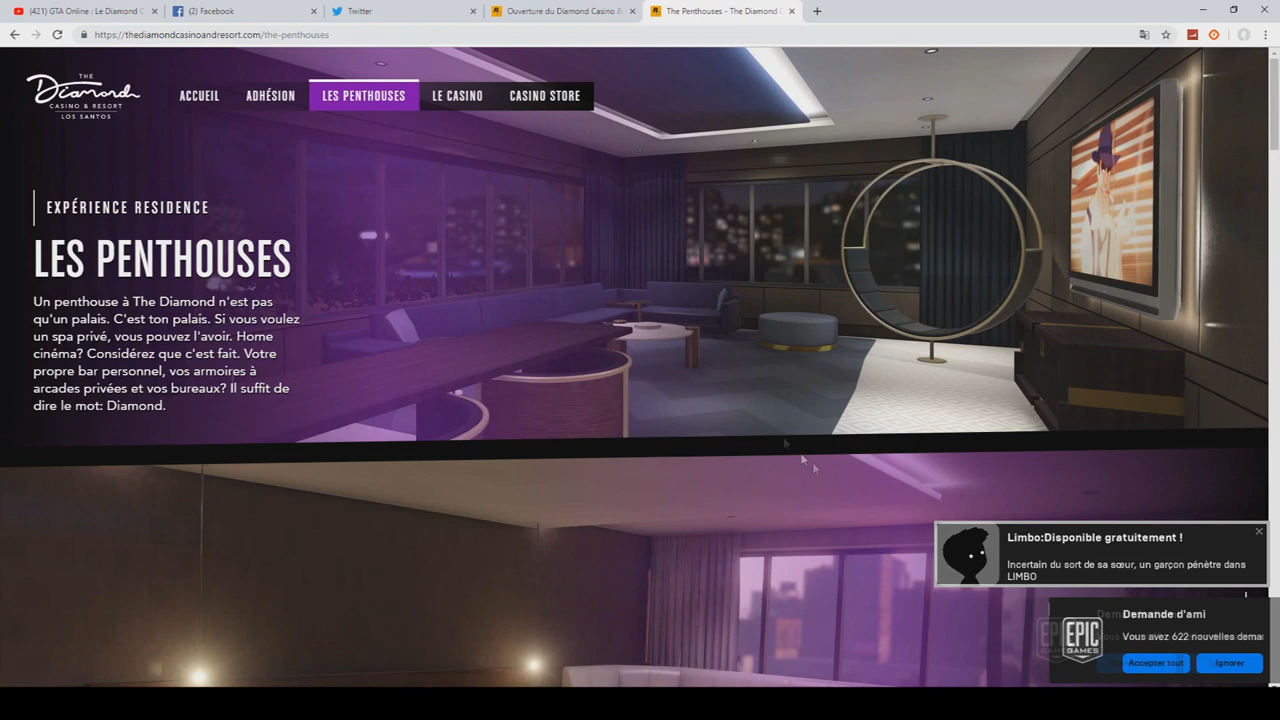 (421) GTA Online : Le Diamond C
(2) Facebook
Twitter
Ouverture du Diamond Casino &
The Penthouses - The Diamond C
https://thediamondcasinoandresort.com/the-penthouses
THE
Diamond
CASINO & RESORT
LOS SANTOS
ACCUEIL
ADHÉSION
LES PENTHOUSES
LE CASINO
CASINO STORE
EXPÉRIENCE RESIDENCE
LES PENTHOUSES
Un penthouse à The Diamond n'est pas
qu'un palais. C'est ton palais. Si vous voulez
un spa privé, vous pouvez l'avoir. Home
cinéma? Considérez que c'est fait. Votre
propre bar personnel, vos armoires à
arcades privées et vos bureaux? Il suffit de
dire le mot: Diamond.
Limbo:Disponible gratuitement !
Incertain du sort de sa sœur, un garçon pénètre dans
LIMBO
EPIC
GAMES
Demande d'ami
Vous avez 622 nouvelles dema
Accepter tout
Ignorer